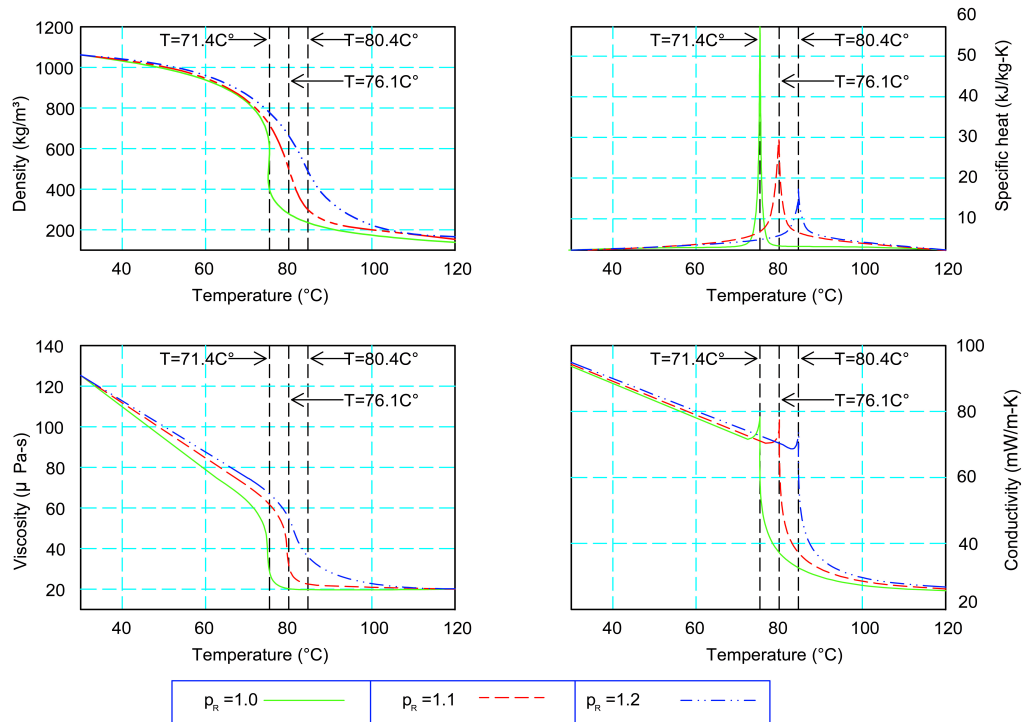 1200
1000
800
600
400
200
Density (kg/m³)
T=71.4C°
T=80.4C°
T=76.1C°
40
60
80
100
120
Temperature (°C)
60
50
40
30
20
10
Specific heat (kJ/kg-K)
T=71.4C°
T=80.4C°
T=76.1C°
40
60
80
100
120
Temperature (°C)
140
120
100
80
60
40
20
Viscosity (μ Pa-s)
T=71.4C°
T=80.4C°
T=76.1C°
40
60
80
100
120
Temperature (°C)
100
80
60
40
20
Conductivity (mW/m-K)
T=71.4C°
T=80.4C°
T=76.1C°
40
60
80
100
120
Temperature (°C)
pR =1.0
pR =1.1
pR =1.2